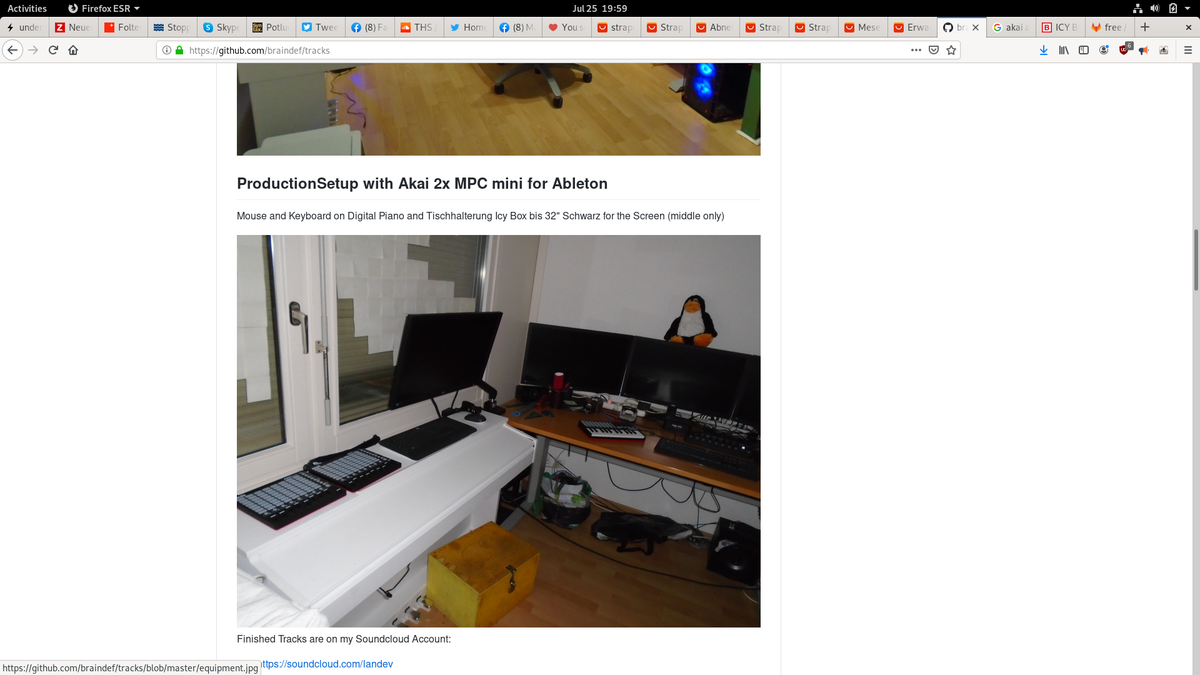 Activities Firefox ESR Jul 25 19:59
under Z Neue Folte Stopp Skype Potlu Twee (8) Fa THS / Home (8) M You s strap Strap Abne Strap Strap Mese Erwa br G akai B ICY B free
https://github.com/braindef/tracks
ProductionSetup with Akai 2x MPC mini for Ableton
Mouse and Keyboard on Digital Piano and Tischhalterung Icy Box bis 32" Schwarz for the Screen (middle only)
Finished Tracks are on my Soundcloud Account:
https://github.com/braindef/tracks/blob/master/equipment.jpg ttps://soundcloud.com/landev